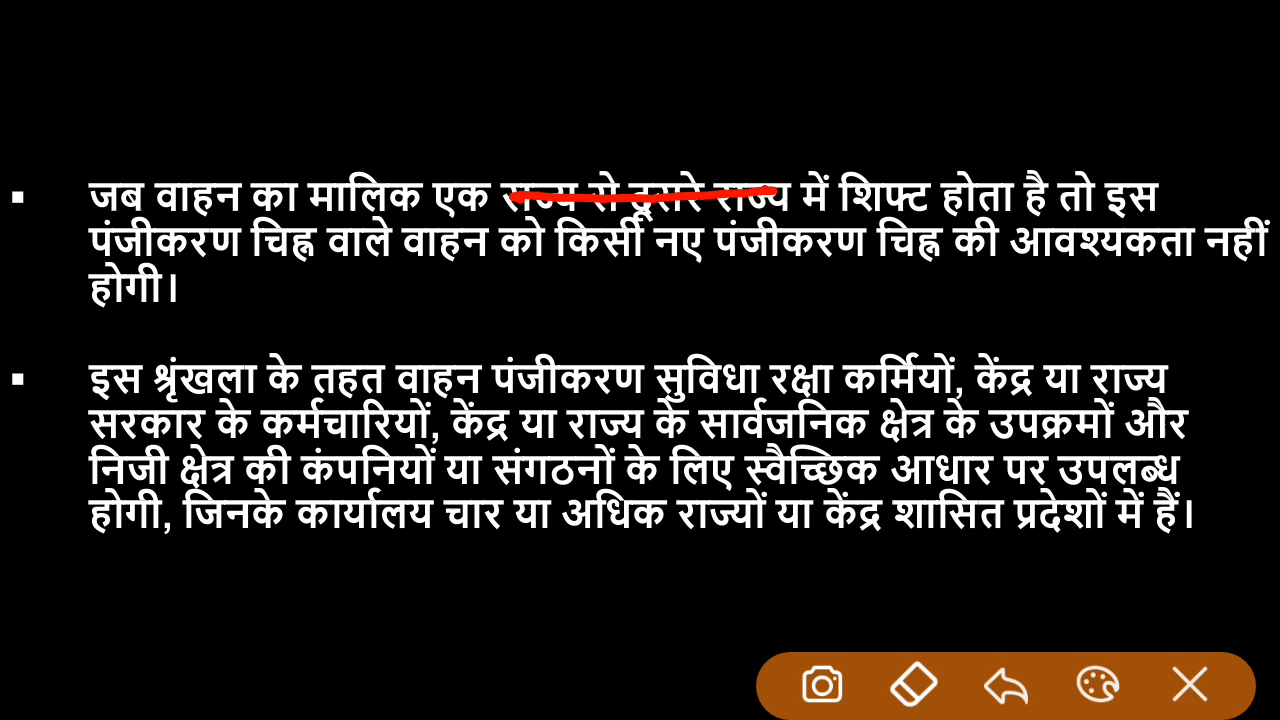 ▪ जब वाहन का मालिक एक राज्य से दूसरे राज्य में शिफ्ट होता है तो इस
पंजीकरण चिह्न वाले वाहन को किसी नए पंजीकरण चिह्न की आवश्यकता नहीं
होगी।
▪ इस श्रृंखला के तहत वाहन पंजीकरण सुविधा रक्षा कर्मियों, केंद्र या राज्य
सरकार के कर्मचारियों, केंद्र या राज्य के सार्वजनिक क्षेत्र के उपक्रमों और
निजी क्षेत्र की कंपनियों या संगठनों के लिए स्वैच्छिक आधार पर उपलब्ध
होगी, जिनके कार्यालय चार या अधिक राज्यों या केंद्र शासित प्रदेशों में हैं।